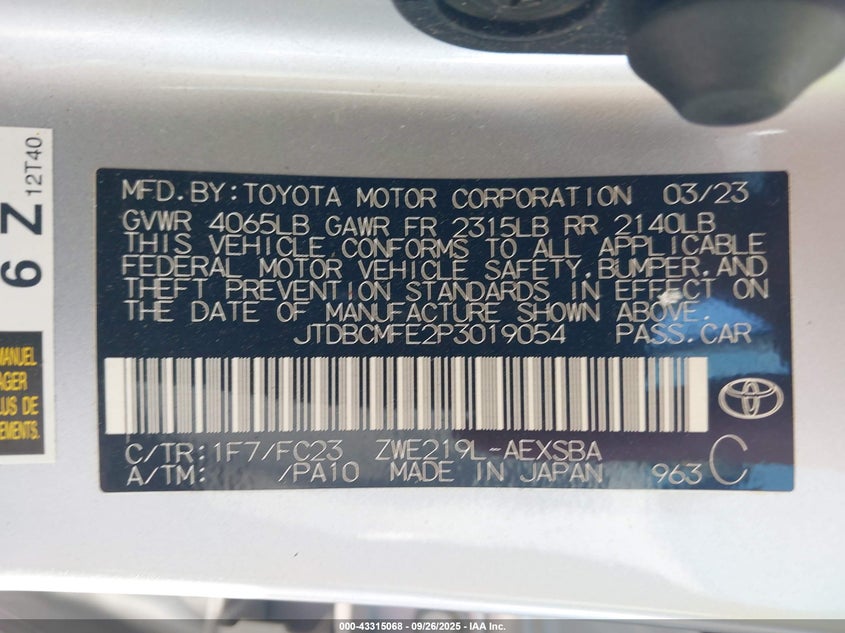 MFD.BY:TOYOTA MOTOR CORPORATION 03/23
GVWR 4065LB GAWR FR 2315LB RR 2140LB
THIS VEHICLE CONFORMS TO ALL APPLICABLE
FEDERAL MOTOR VEHICLE SAFETY,BUMPER,AND
THEFT PREVENTION STANDARDS IN EFFECT ON
THE DATE OF MANUFACTURE SHOWN ABOVE.
JTDBCMFE2P3019054 PASS.CAR
C/TR:1F7/FC23 ZWE219L-AEXSBA
A/TM: /PA10 MADE IN JAPAN 963 C
6 Z
12T40.
MANUEL
LUS DE
000-43315068 | 09/26/2025 | IAA, Inc.